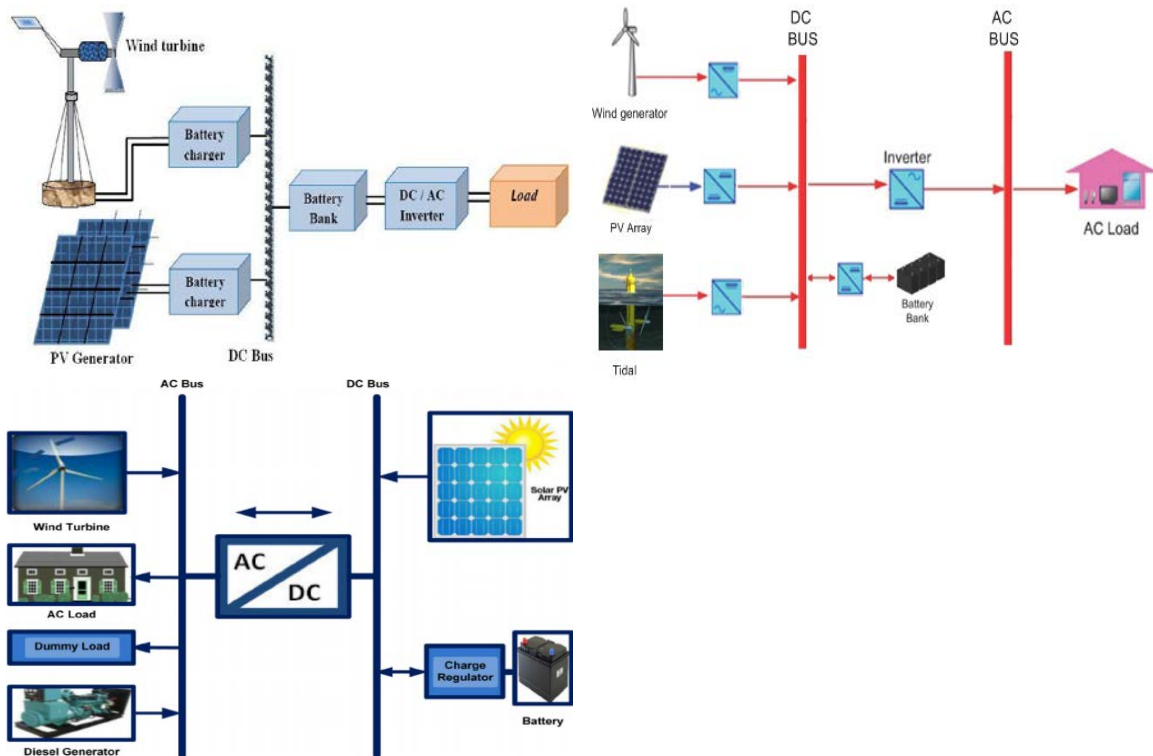 Wind turbine
Battery
charger
Battery
Bank
DC / AC
Inverter
Load
Battery
charger
PV Generator
DC Bus
DC
BUS
AC
BUS
Wind generator
PV Array
Inverter
AC Load
Battery
Bank
Tidal
AC Bus
DC Bus
Wind Turbine
Solar PV
Array
AC
DC
AC Load
Dummy Load
Charge
Regulator
Battery
Diesel Generator